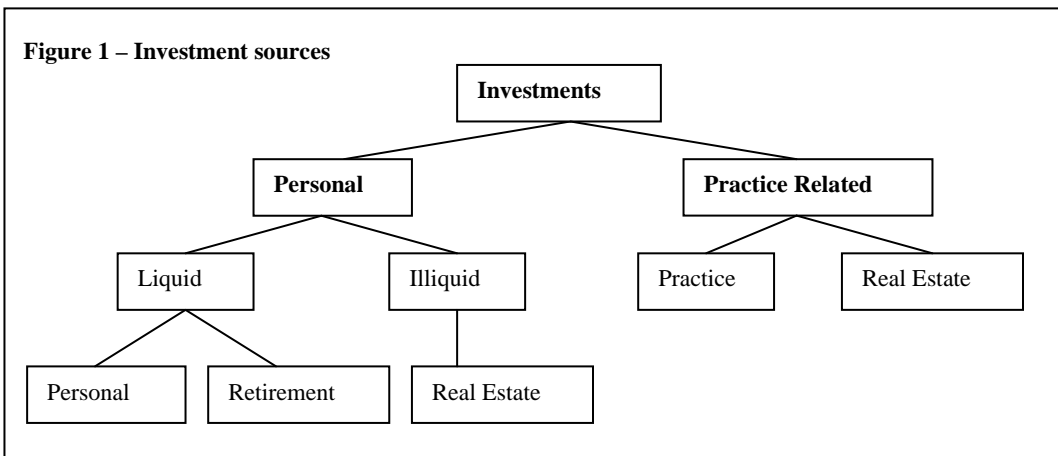 Figure 1 – Investment sources
Investments
Personal
Practice Related
Liquid
Illiquid
Practice
Real Estate
Personal
Retirement
Real Estate